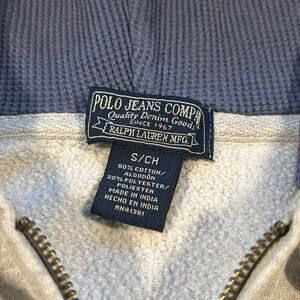 POLO JEANS COMP'Y
Quality Denim Goods
SINCE 1967
RALPH LAUREN MFG.
S/CH
80% COTTON/
ALGODÓN
20% POLYESTER/
POLIESTER
MADE IN INDIA
HECHO EN INDIA
RN41381